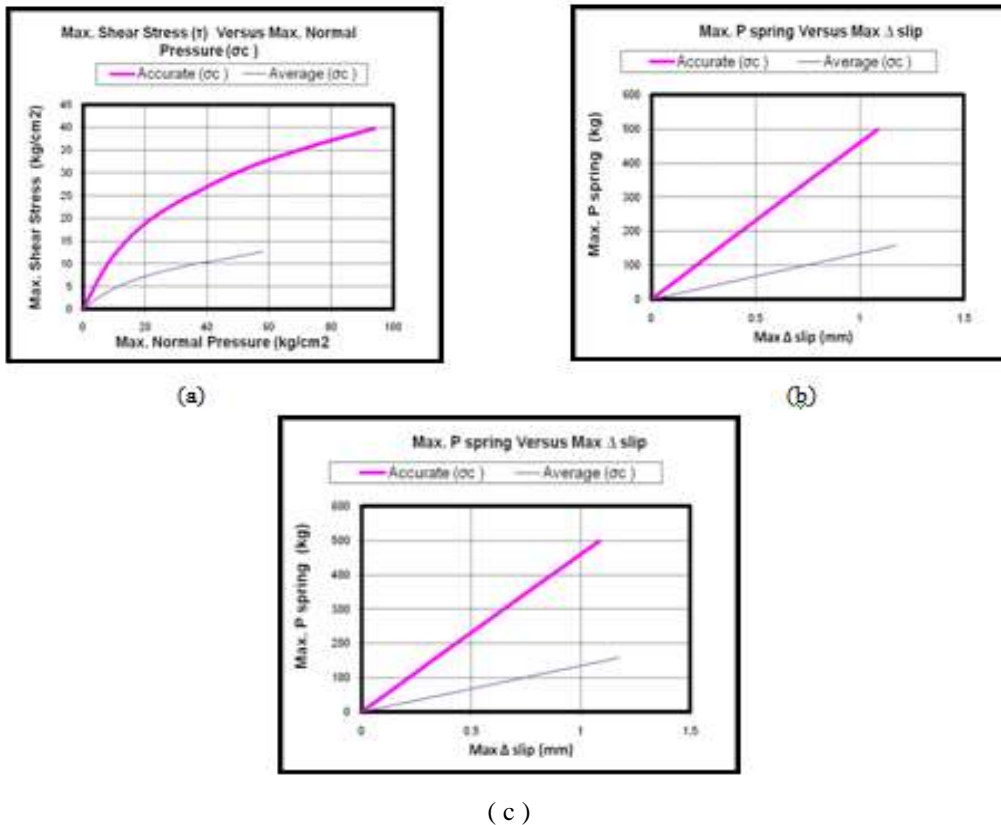 Max. Shear Stress (τ) Versus Max. Normal
Pressure (σc )
Accurate (σc ) Average (σc )
Max. Shear Stress (kg/cm2)
45
40
35
30
25
20
15
10
5
0
0 20 40 60 80 100
Max. Normal Pressure (kg/cm2
(a)
Max. P spring Versus Max Δ slip
Accurate (σc ) Average (σc )
Max. P spring (kg)
600
500
400
300
200
100
0
0 0.5 1 1.5
Max Δ slip (mm)
(b)
Max. P spring Versus Max Δ slip
Accurate (σc ) Average (σc )
Max. P spring (kg)
600
500
400
300
200
100
0
0 0.5 1 1.5
Max Δ slip (mm)
( c )